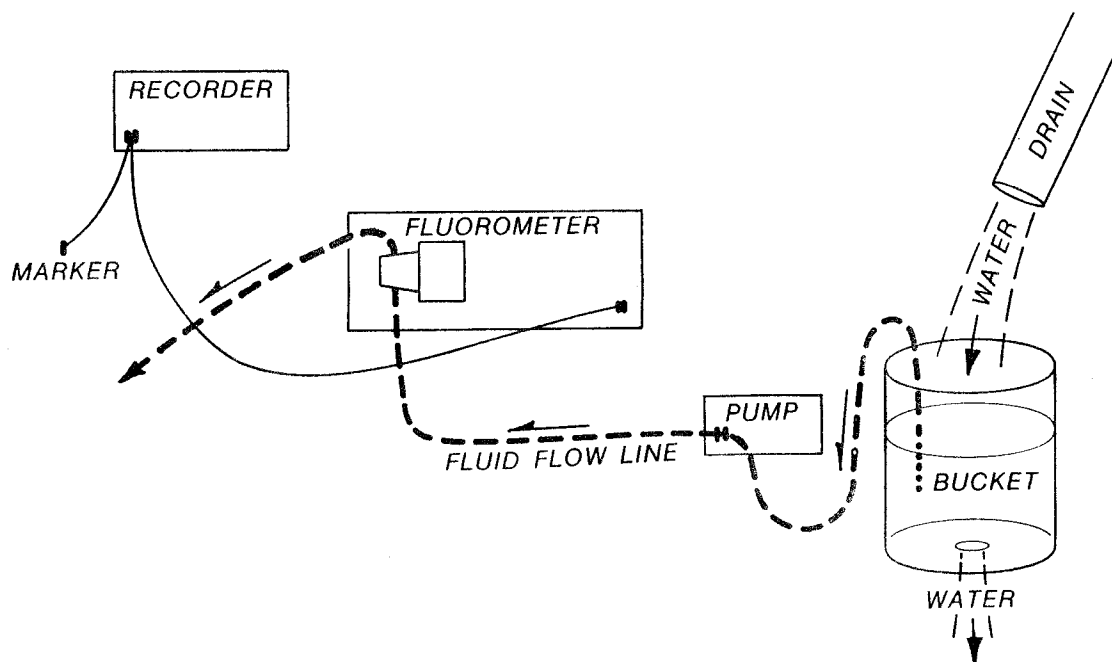 RECORDER
DRAIN
FLUOROMETER
MARKER
WATER
PUMP
FLUID FLOW LINE
BUCKET
WATER